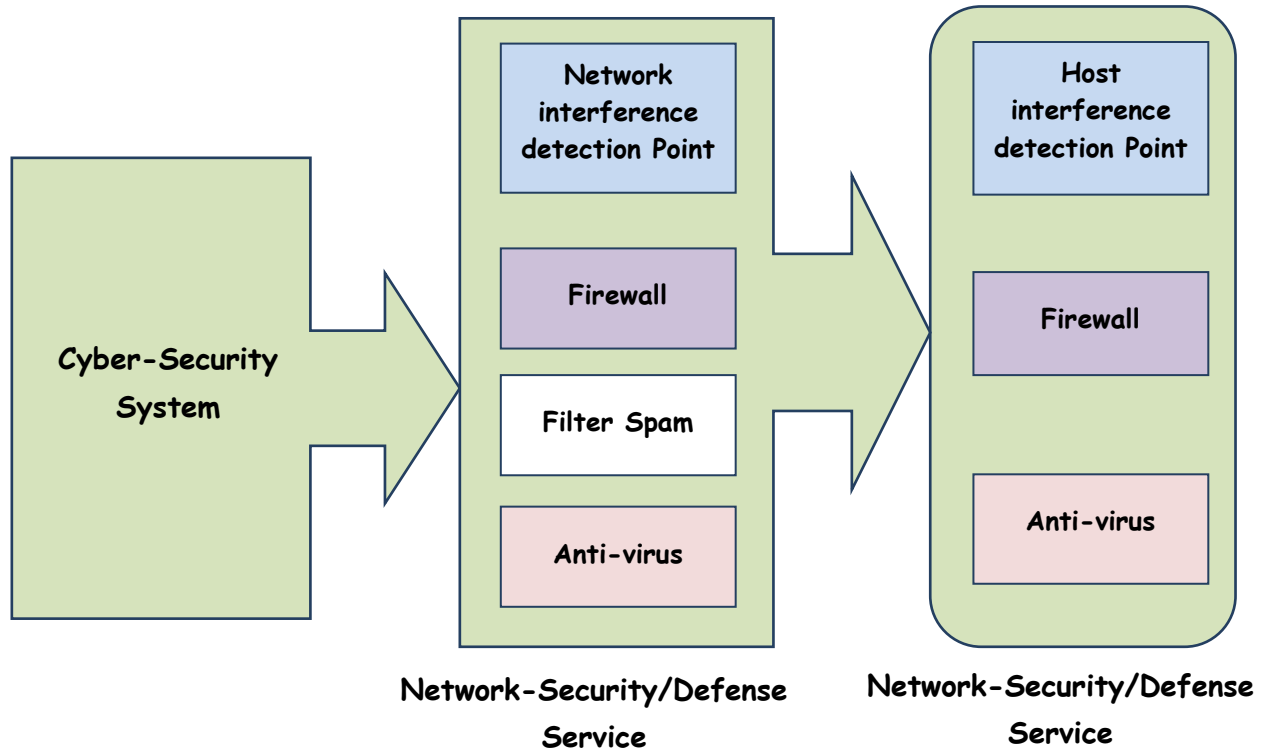 Cyber-Security
System
Network
interference
detection Point
Firewall
Filter Spam
Anti-virus
Network-Security/Defense
Service
Host
interference
detection Point
Firewall
Anti-virus
Network-Security/Defense
Service